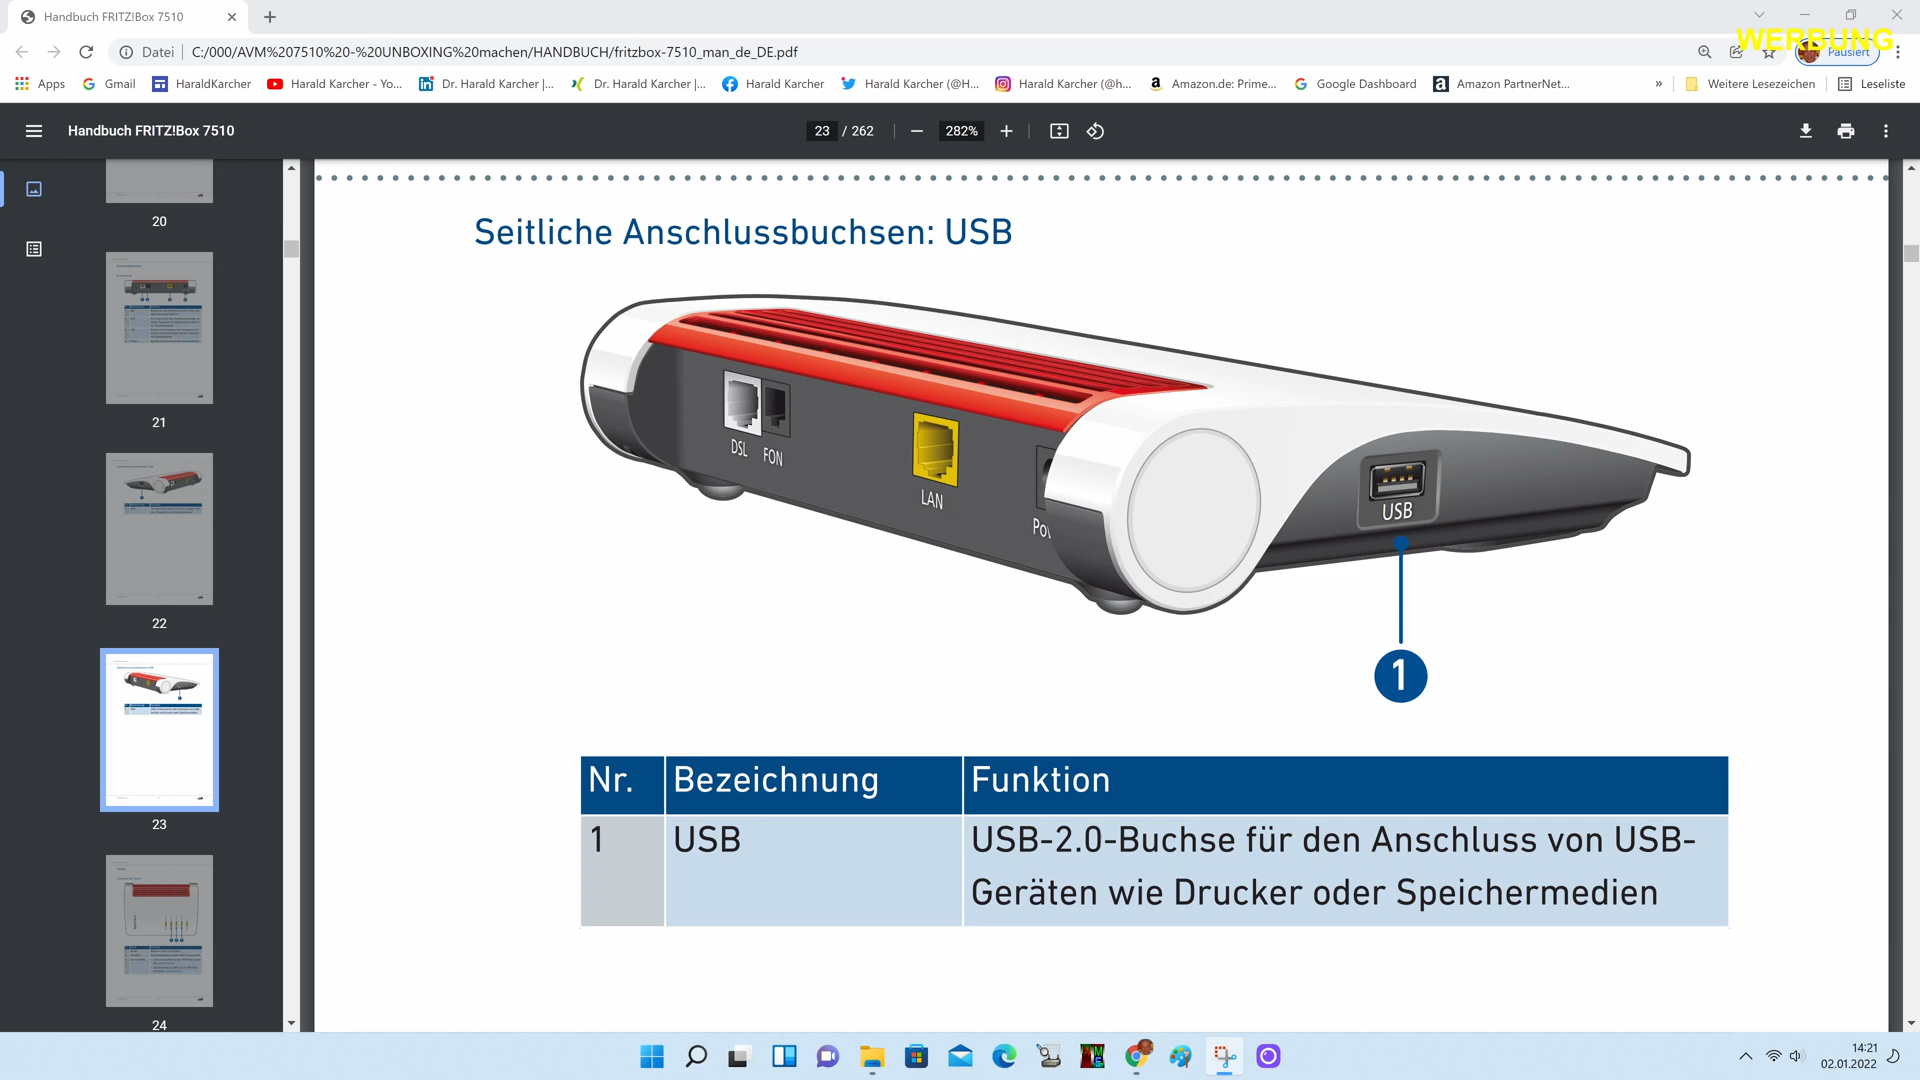 Handbuch FRITZ!Box 7510
WERBUNG
Datei
C:/000/AVM%207510%20-%20UNBOXING%20machen/HANDBUCH/fritzbox-7510_man_de_DE.pdf
Pausiert
Apps
Gmail
HaraldKarcher
Harald Karcher - Yo...
Dr. Harald Karcher |...
Dr. Harald Karcher |...
Harald Karcher
Harald Karcher (@H...
Harald Karcher (@h...
Amazon.de: Prime...
Google Dashboard
Amazon PartnerNet...
»
Weitere Lesezeichen
Leseliste
Handbuch FRITZ!Box 7510
23 / 262
282%
20
21
22
23
24
Seitliche Anschlussbuchsen: USB
DSL
FON
LAN
Pow
USB
1
Nr. Bezeichnung Funktion
1 USB USB-2.0-Buchse für den Anschluss von USB-
Geräten wie Drucker oder Speichermedien
14:21
02.01.2022